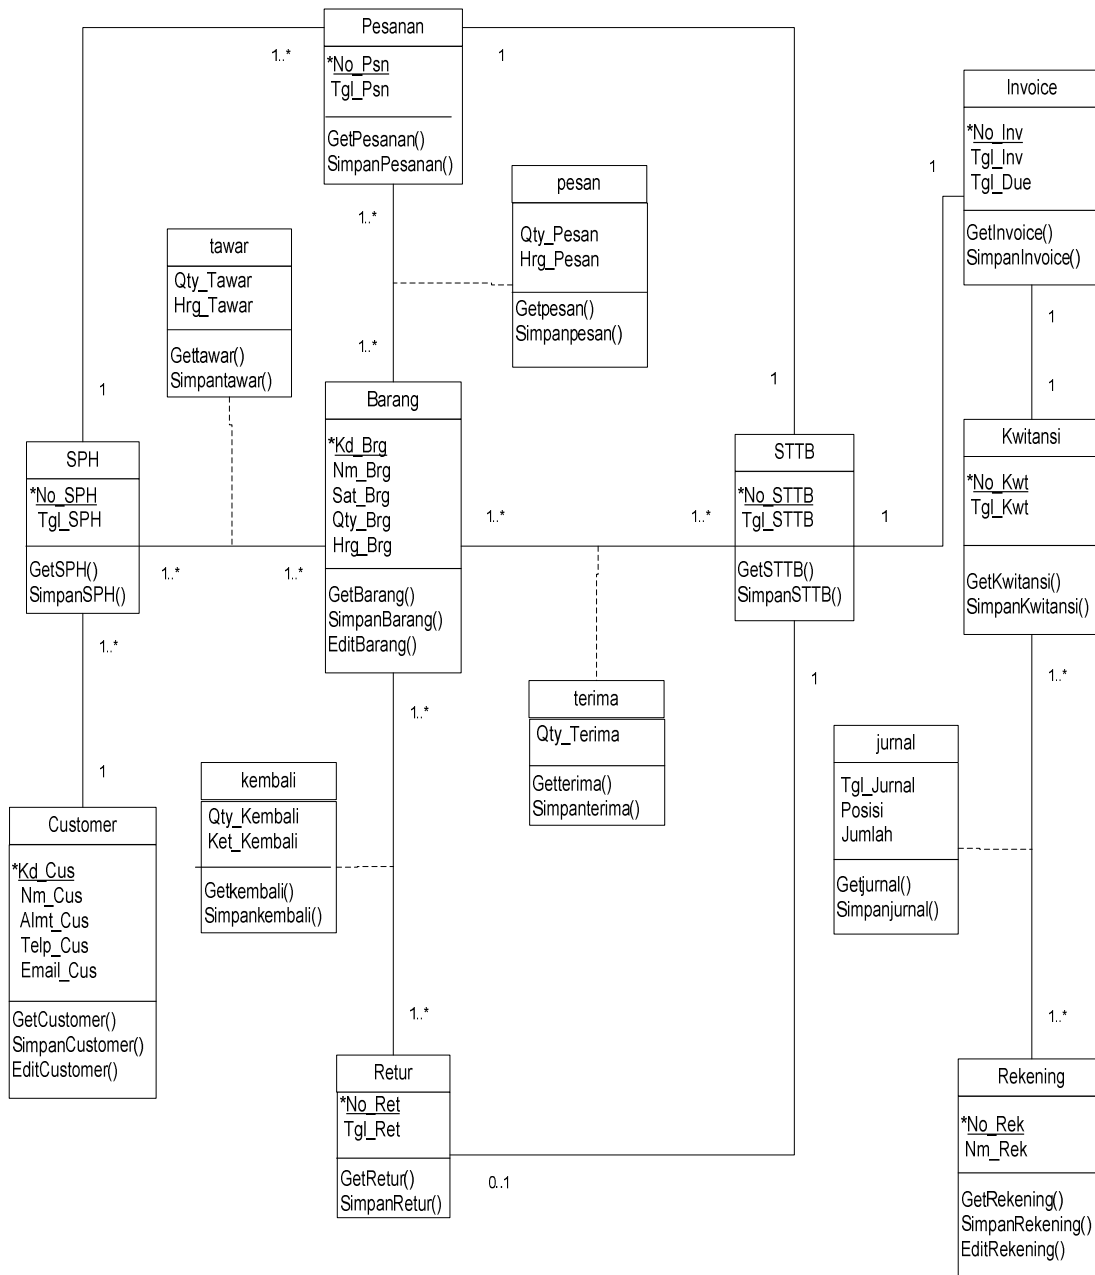 Pesanan
*No_Psn
Tgl_Psn
GetPesanan()
SimpanPesanan()
1..*
1
Invoice
*No_Inv
Tgl_Inv
Tgl_Due
GetInvoice()
SimpanInvoice()
1
pesan
Qty_Pesan
Hrg_Pesan
Getpesan()
Simpanpesan()
1..*
tawar
Qty_Tawar
Hrg_Tawar
Gettawar()
Simpantawar()
1..*
1
1
1
1
Barang
*Kd_Brg
Nm_Brg
Sat_Brg
Qty_Brg
Hrg_Brg
GetBarang()
SimpanBarang()
EditBarang()
SPH
*No_SPH
Tgl_SPH
GetSPH()
SimpanSPH()
1..*
1..*
STTB
*No_STTB
Tgl_STTB
GetSTTB()
SimpanSTTB()
1..*
1..*
1
Kwitansi
*No_Kwt
Tgl_Kwt
GetKwitansi()
SimpanKwitansi()
1..*
1..*
1
1..*
terima
Qty_Terima
Getterima()
Simpanterima()
jurnal
Tgl_Jurnal
Posisi
Jumlah
Getjurnal()
Simpanjurnal()
kembali
Qty_Kembali
Ket_Kembali
Getkembali()
Simpankembali()
1
Customer
*Kd_Cus
Nm_Cus
Almt_Cus
Telp_Cus
Email_Cus
GetCustomer()
SimpanCustomer()
EditCustomer()
1..*
1..*
Retur
*No_Ret
Tgl_Ret
GetRetur()
SimpanRetur()
0..1
Rekening
*No_Rek
Nm_Rek
GetRekening()
SimpanRekening()
EditRekening()